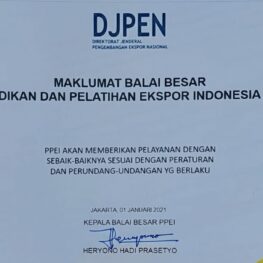 DJPEN
DIREKTORAT JENDERAL
PENGEMBANGAN EKSPOR NASIONAL
MAKLUMAT BALAI BESAR
DIKAN DAN PELATIHAN EKSPOR INDONESIA
PPEI AKAN MEMBERIKAN PELAYANAN DENGAN
SEBAIK-BAIKNYA SESUAI DENGAN PERATURAN
DAN PERUNDANG-UNDANGAN YG BERLAKU
JAKARTA, 01 JANUARI 2021
KEPALA BALAI BESAR PPEI
HERYONO HADI PRASETYO